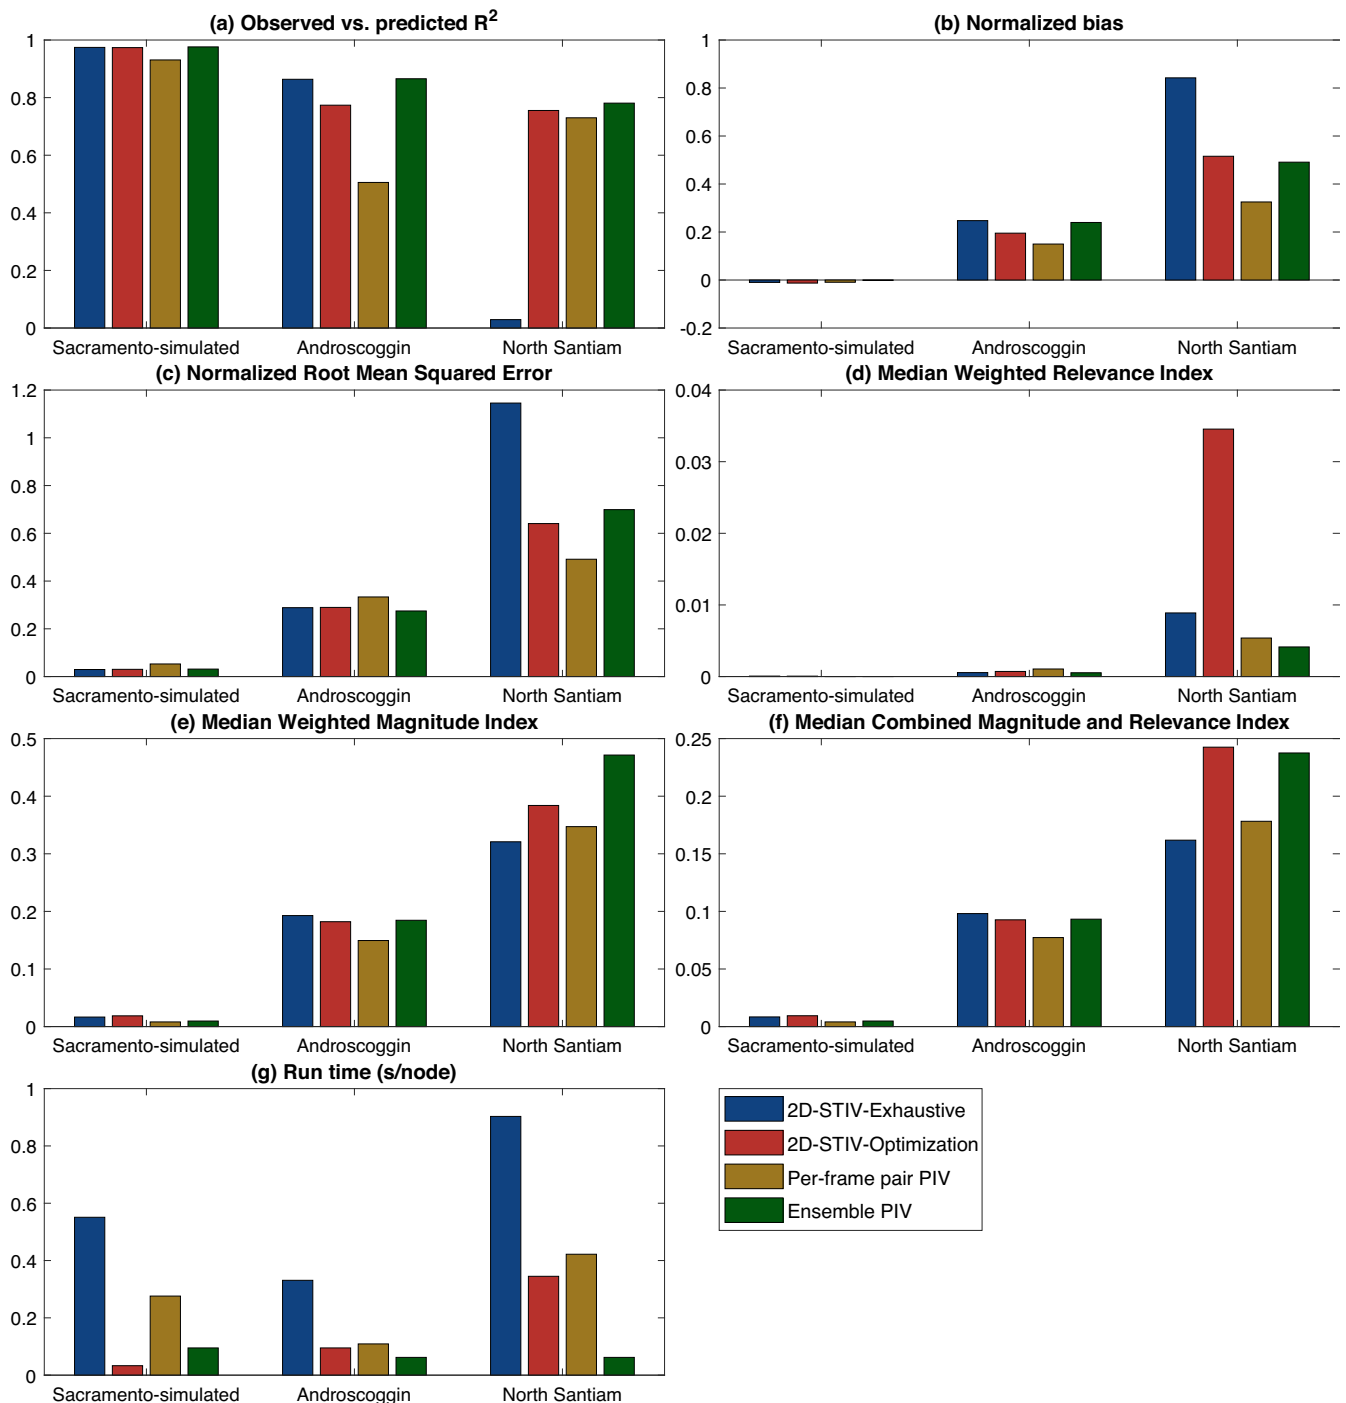 (a) Observed vs. predicted R²
1
0.8
0.6
0.4
0.2
0
Sacramento-simulated Androscoggin North Santiam
(b) Normalized bias
1
0.8
0.6
0.4
0.2
0
-0.2
Sacramento-simulated Androscoggin North Santiam
(c) Normalized Root Mean Squared Error
1.2
1
0.8
0.6
0.4
0.2
0
Sacramento-simulated Androscoggin North Santiam
(d) Median Weighted Relevance Index
0.04
0.03
0.02
0.01
0
Sacramento-simulated Androscoggin North Santiam
(e) Median Weighted Magnitude Index
0.5
0.4
0.3
0.2
0.1
0
Sacramento-simulated Androscoggin North Santiam
(f) Median Combined Magnitude and Relevance Index
0.25
0.2
0.15
0.1
0.05
0
Sacramento-simulated Androscoggin North Santiam
(g) Run time (s/node)
1
0.8
0.6
0.4
0.2
0
Sacramento-simulated Androscoggin North Santiam
2D-STIV-Exhaustive
2D-STIV-Optimization
Per-frame pair PIV
Ensemble PIV